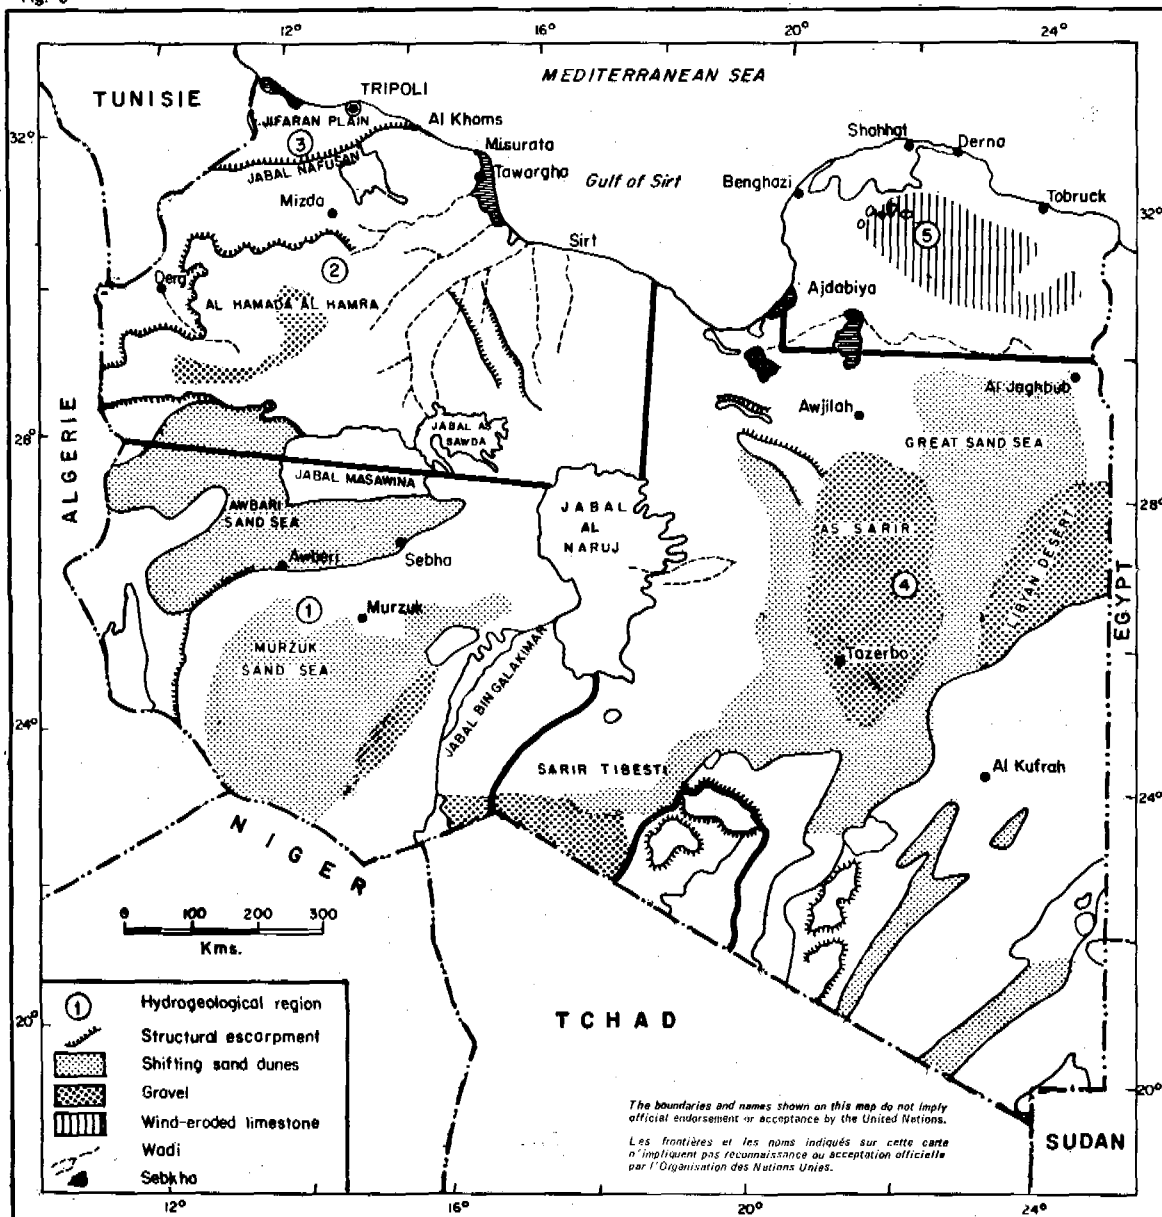 12°
16°
20°
24°
MEDITERRANEAN SEA
TUNISIE
TRIPOLI
JIFARAN PLAIN
Al Khoms
32°
3
Shahhat
Derna
JABAL NAFUSAN
Misurata
Tawargha
Gulf of Sirt
Benghazi
Tobruck
Mizda
32°
5
Sirt
2
Derg
Ajdabiya
AL HAMADA AL HAMRA
Al Jaghbub
Awjilah
ALGERIE
28°
JABAL AS
SAWDA
GREAT SAND SEA
JABAL MASAWINA
28°
AWBARI
SAND SEA
JABAL
AL
NARUJ
AS SARIR
Awberi
Sebha
LIBYAN DESERT
EGYPT
4
1
Murzuk
MURZUK
SAND SEA
Tazerbo
JABAL BIN GALAKIMAN
24°
SARIR TIBESTI
Al Kufrah
24°
NIGER
0 100 200 300
Kms.
1 Hydrogeological region
Structural escarpment
Shifting sand dunes
Gravel
Wind-eroded limestone
Wadi
Sebkha
20°
TCHAD
20°
The boundaries and names shown on this map do not imply
official endorsement or acceptance by the United Nations.
Les frontières et les noms indiqués sur cette carte
n'impliquent pas reconnaissance ou acceptation officielle
par l'Organisation des Nations Unies.
SUDAN
12°
16°
20°
24°